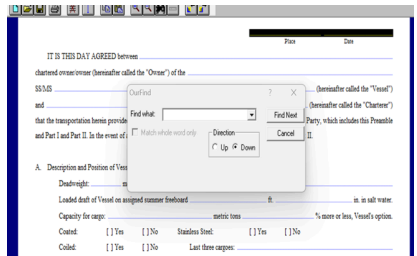 Place Date
IT IS THIS DAY AGREED between
chartered owner/owner (hereinafter called the "Owner") of the
SS/MS (hereinafter called the "Vessel")
and (hereinafter called the "Charterer")
that the transportation herein provide Party, which includes this Preamble
and Part I and Part II. In the event of a II.
OurFind
Find what: Find Next
Match whole word only Direction Cancel
Up Down
A. Description and Position of Vess
Deadweight: m
Loaded draft of Vessel on assigned summer freeboard ft. in. in salt water.
Capacity for cargo: metric tons % more or less, Vessel's option.
Coated: [ ] Yes [ ] No Stainless Steel: [ ] Yes [ ] No
Coiled: [ ] Yes [ ] No Last three cargoes: